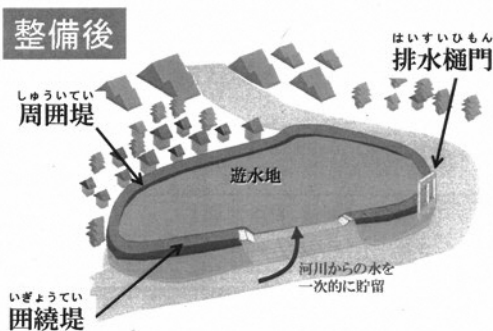 整備後
はいすいひもん
排水樋門
しゅういてい
周囲堤
遊水地
河川からの水を
一次的に貯留
いぎょうてい
囲繞堤